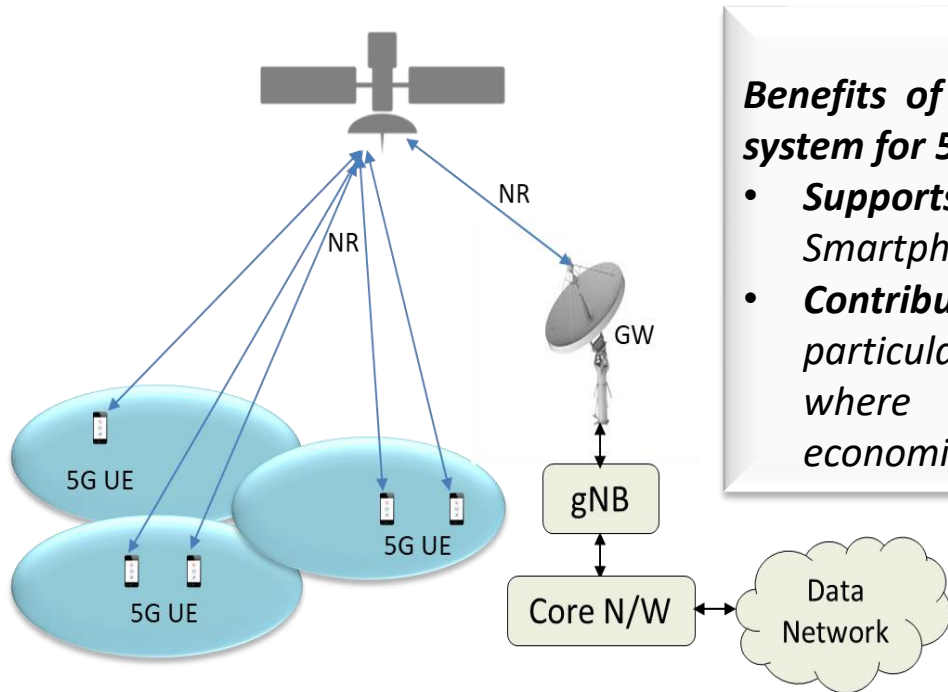 NR
NR
GW
5G UE
5G UE
5G UE
gNB
Core N/W
Data
Network
Benefits of
system for
• Supports
Smartph
• Contribu
particula
where
economi